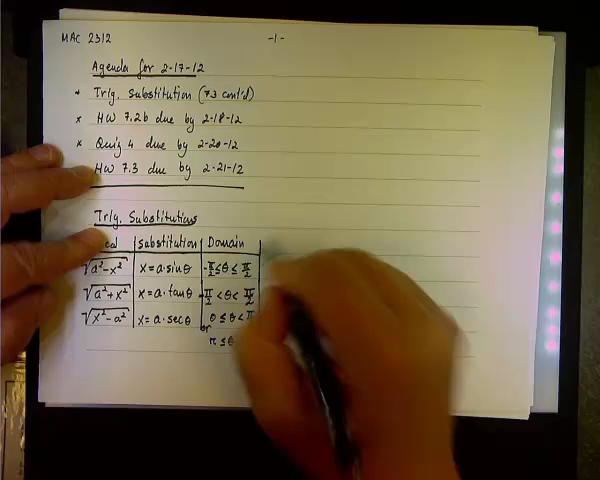 MAC 2312
-1-
Agenda for 2-17-12
* Trig. Substitution (7.3 cont'd)
* HW 7.2b due by 2-18-12
* Quiz 4 due by 2-20-12
HW 7.3 due by 2-21-12
Trig. Substitutions
substitution Domain
√a²-x² x = a·sinθ -π/2 ≤ θ ≤ π/2
√a²+x² x = a·tanθ -π/2 < θ < π/2
√x²-a² x = a·secθ 0 ≤ θ < π
or
π ≤ θ